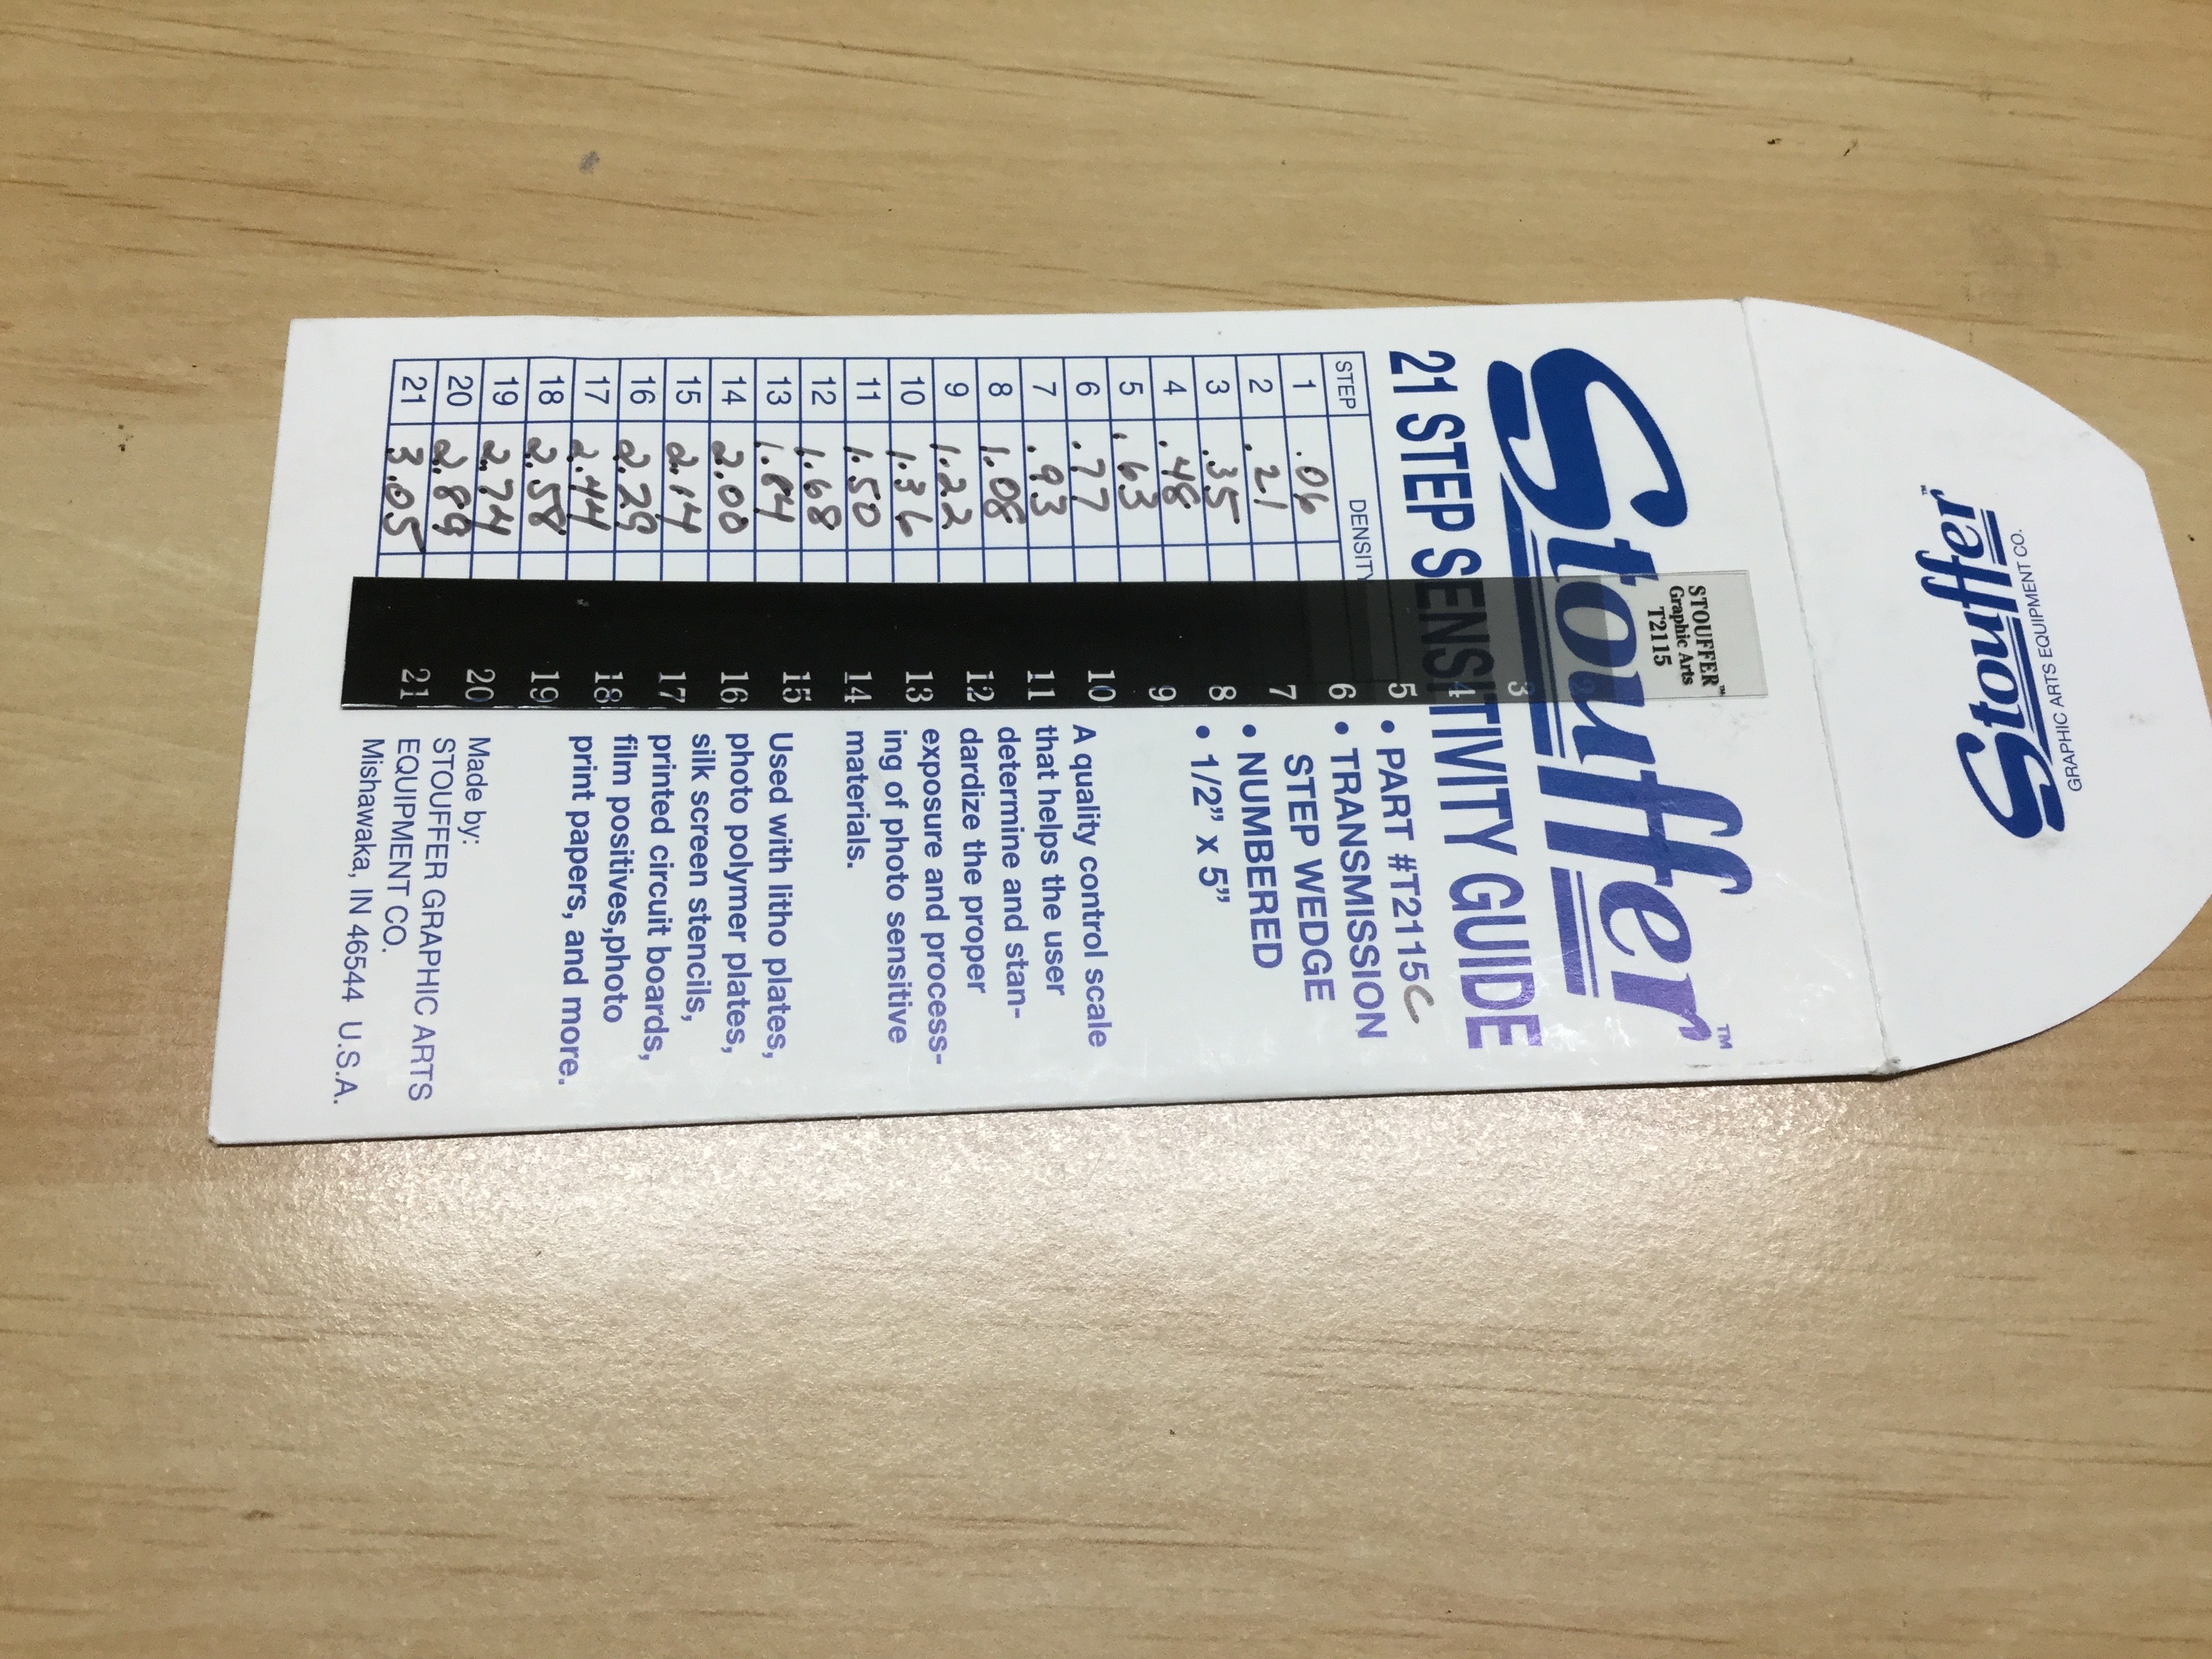 Stouffer™
GRAPHIC ARTS EQUIPMENT CO.
Stouffer™
21 STEP SENSITIVITY GUIDE
STEP DENSITY
1 .06
2 .21
3 .35
4 .48
5 .63
6 .77
7 .93
8 1.08
9 1.22
10 1.36
11 1.50
12 1.68
13 1.84
14 2.00
15 2.14
16 2.29
17 2.44
18 2.58
19 2.74
20 2.89
21 3.05
STOUFFER™
Graphic Arts
T2115
2
3
4
5
6
7
8
9
10
11
12
13
14
15
16
17
18
19
20
21
• PART #T2115C
• TRANSMISSION
STEP WEDGE
• NUMBERED
• 1/2” x 5”
A quality control scale
that helps the user
determine and stan-
dardize the proper
exposure and process-
ing of photo sensitive
materials.
Used with litho plates,
photo polymer plates,
silk screen stencils,
printed circuit boards,
film positives,photo
print papers, and more.
Made by:
STOUFFER GRAPHIC ARTS
EQUIPMENT CO.
Mishawaka, IN 46544 U.S.A.